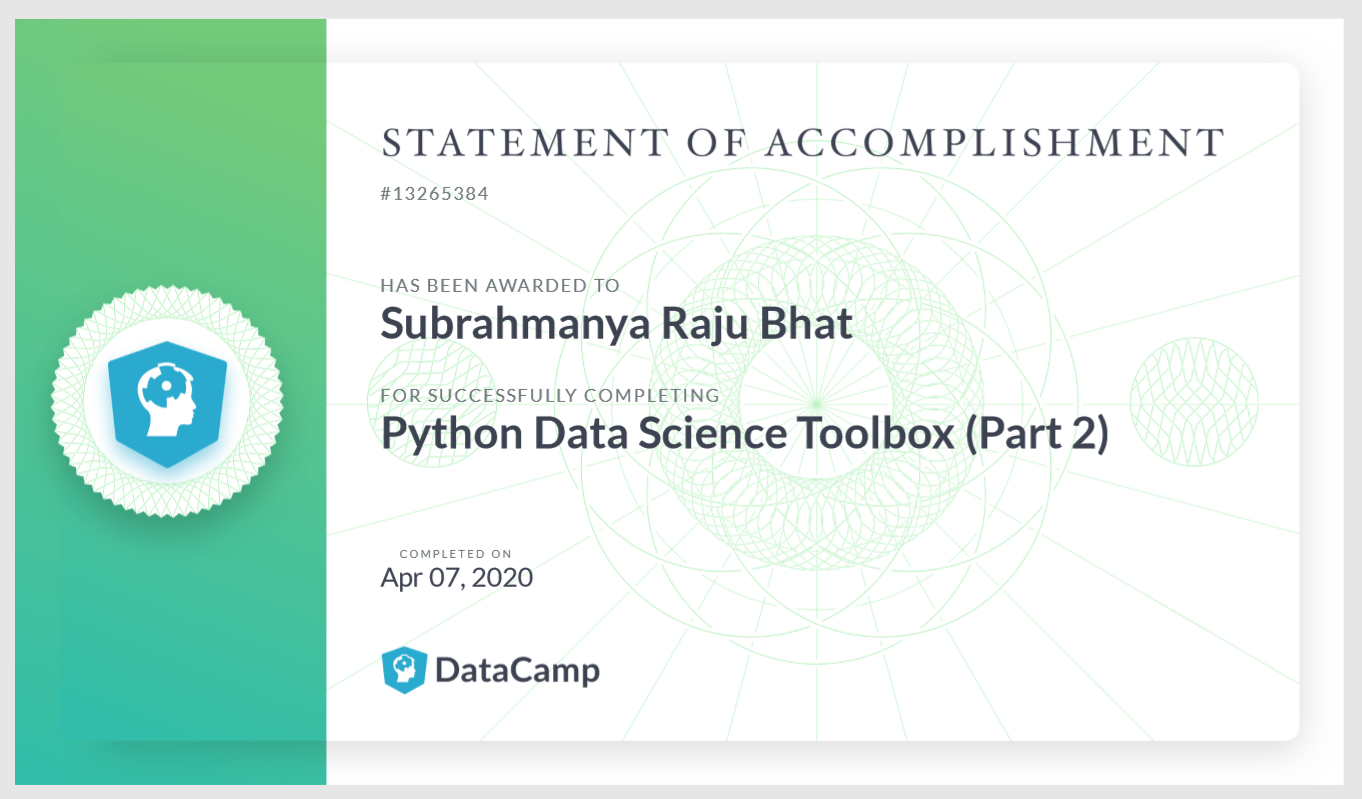 STATEMENT OF ACCOMPLISHMENT
#13265384
HAS BEEN AWARDED TO
Subrahmanya Raju Bhat
FOR SUCCESSFULLY COMPLETING
Python Data Science Toolbox (Part 2)
COMPLETED ON
Apr 07, 2020
DataCamp